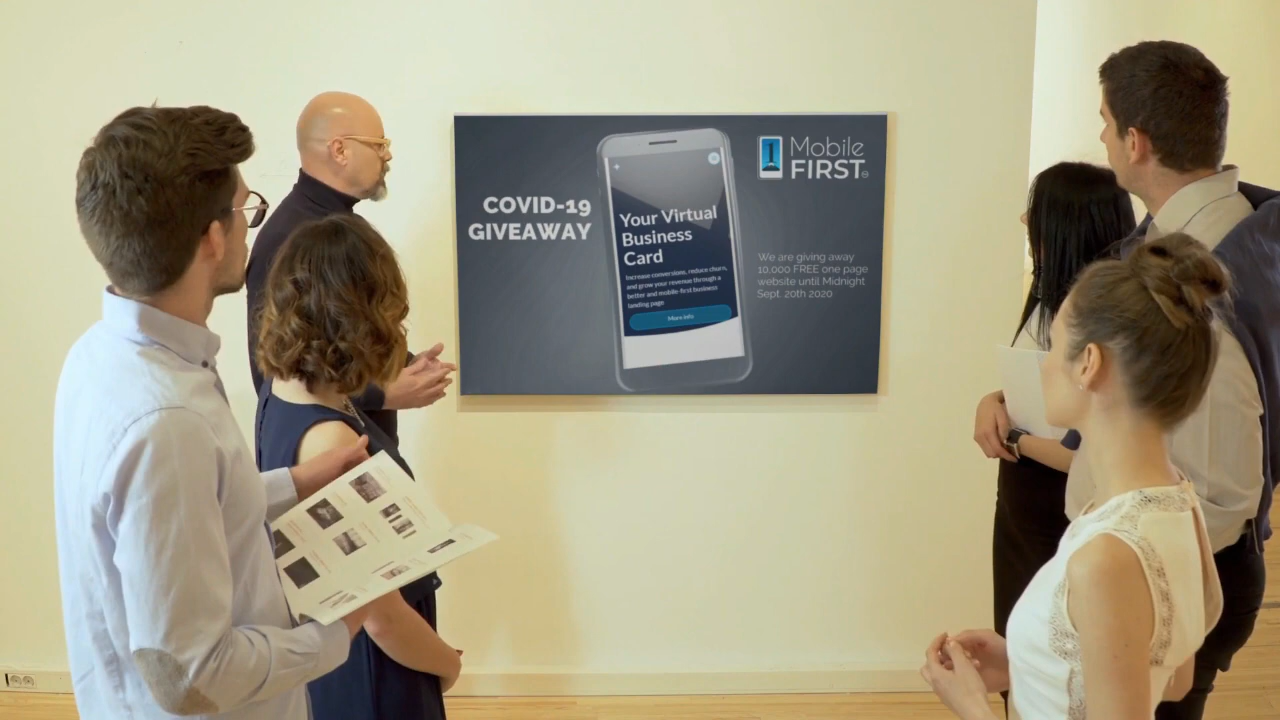 COVID-19
GIVEAWAY
Your Virtual
Business
Card
Increase conversions, reduce churn,
and grow your revenue through a
better and mobile-first business
landing page
More info
1
Mobile
FIRST
We are giving away
10,000 FREE one page
website until Midnight
Sept. 20th 2020